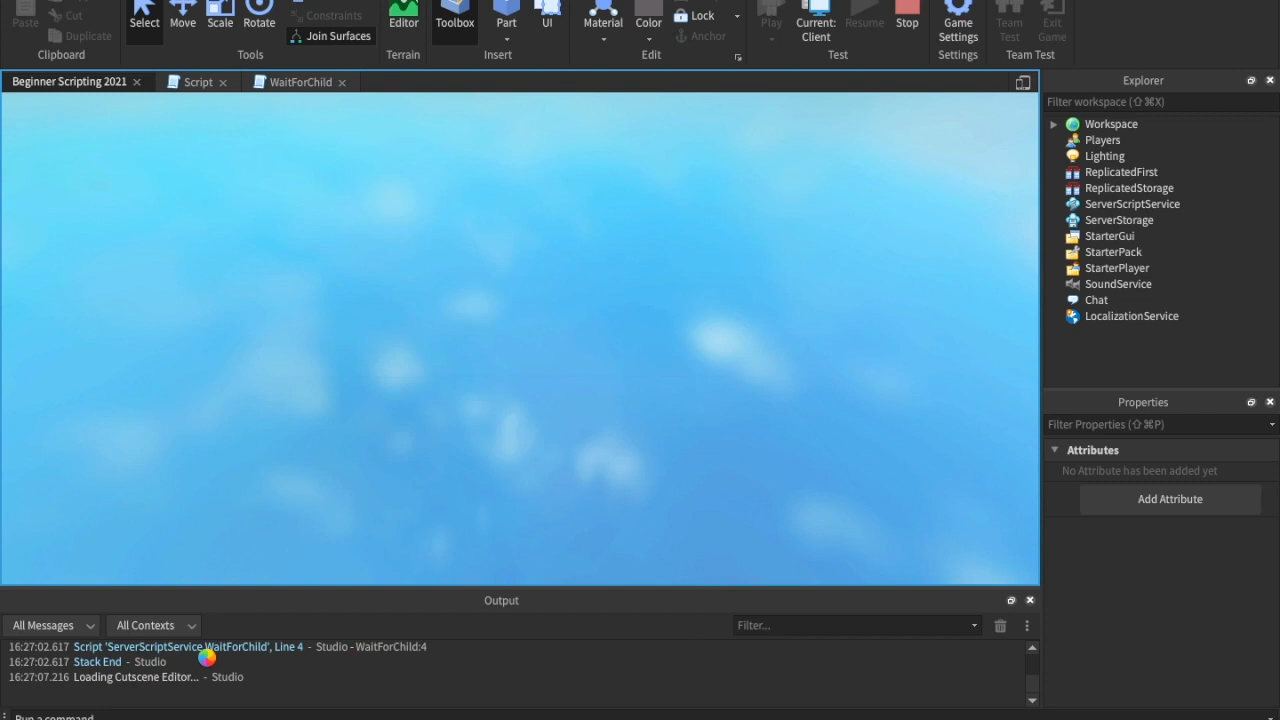 Paste
Cut
Duplicate
Clipboard
Select
Move
Scale
Rotate
Constraints
Join Surfaces
Tools
Editor
Terrain
Toolbox
Part
UI
Insert
Material
Color
Lock
Anchor
Edit
Play
Current:
Client
Resume
Stop
Test
Game
Settings
Settings
Team
Test
Exit
Game
Team Test
Beginner Scripting 2021
Script
WaitForChild
Explorer
Filter workspace (⇧⌘X)
Workspace
Players
Lighting
ReplicatedFirst
ReplicatedStorage
ServerScriptService
ServerStorage
StarterGui
StarterPack
StarterPlayer
SoundService
Chat
LocalizationService
Properties
Filter Properties (⇧⌘P)
Attributes
No Attribute has been added yet
Add Attribute
Output
All Messages
All Contexts
Filter...
16:27:02.617 Script 'ServerScriptService.WaitForChild', Line 4 - Studio - WaitForChild:4
16:27:02.617 Stack End - Studio
16:27:07.216 Loading Cutscene Editor... - Studio
Run a command